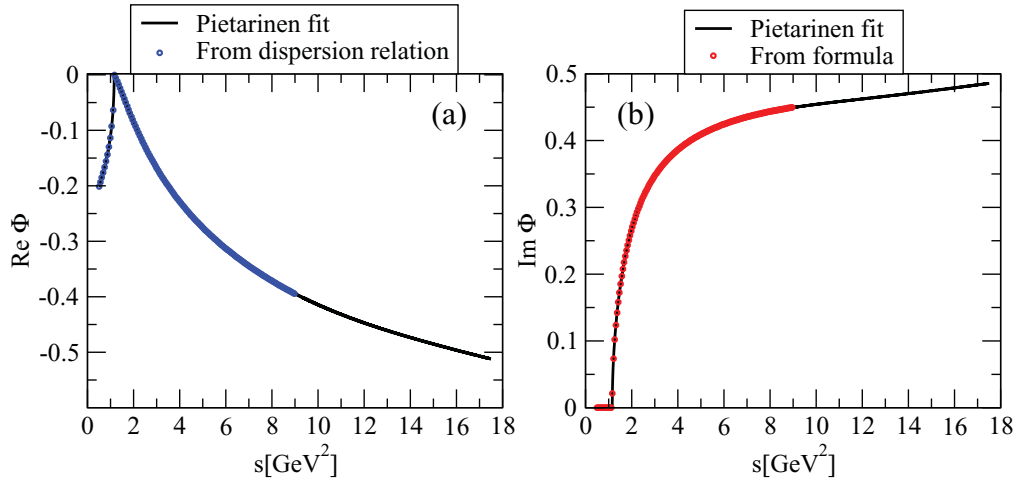 Pietarinen fit
From dispersion relation
0
-0.1
-0.2
-0.3
-0.4
-0.5
Re Φ
(a)
0 2 4 6 8 10 12 14 16 18
s[GeV²]
Pietarinen fit
From formula
0.5
0.4
0.3
0.2
0.1
0
Im Φ
(b)
0 2 4 6 8 10 12 14 16 18
s[GeV²]